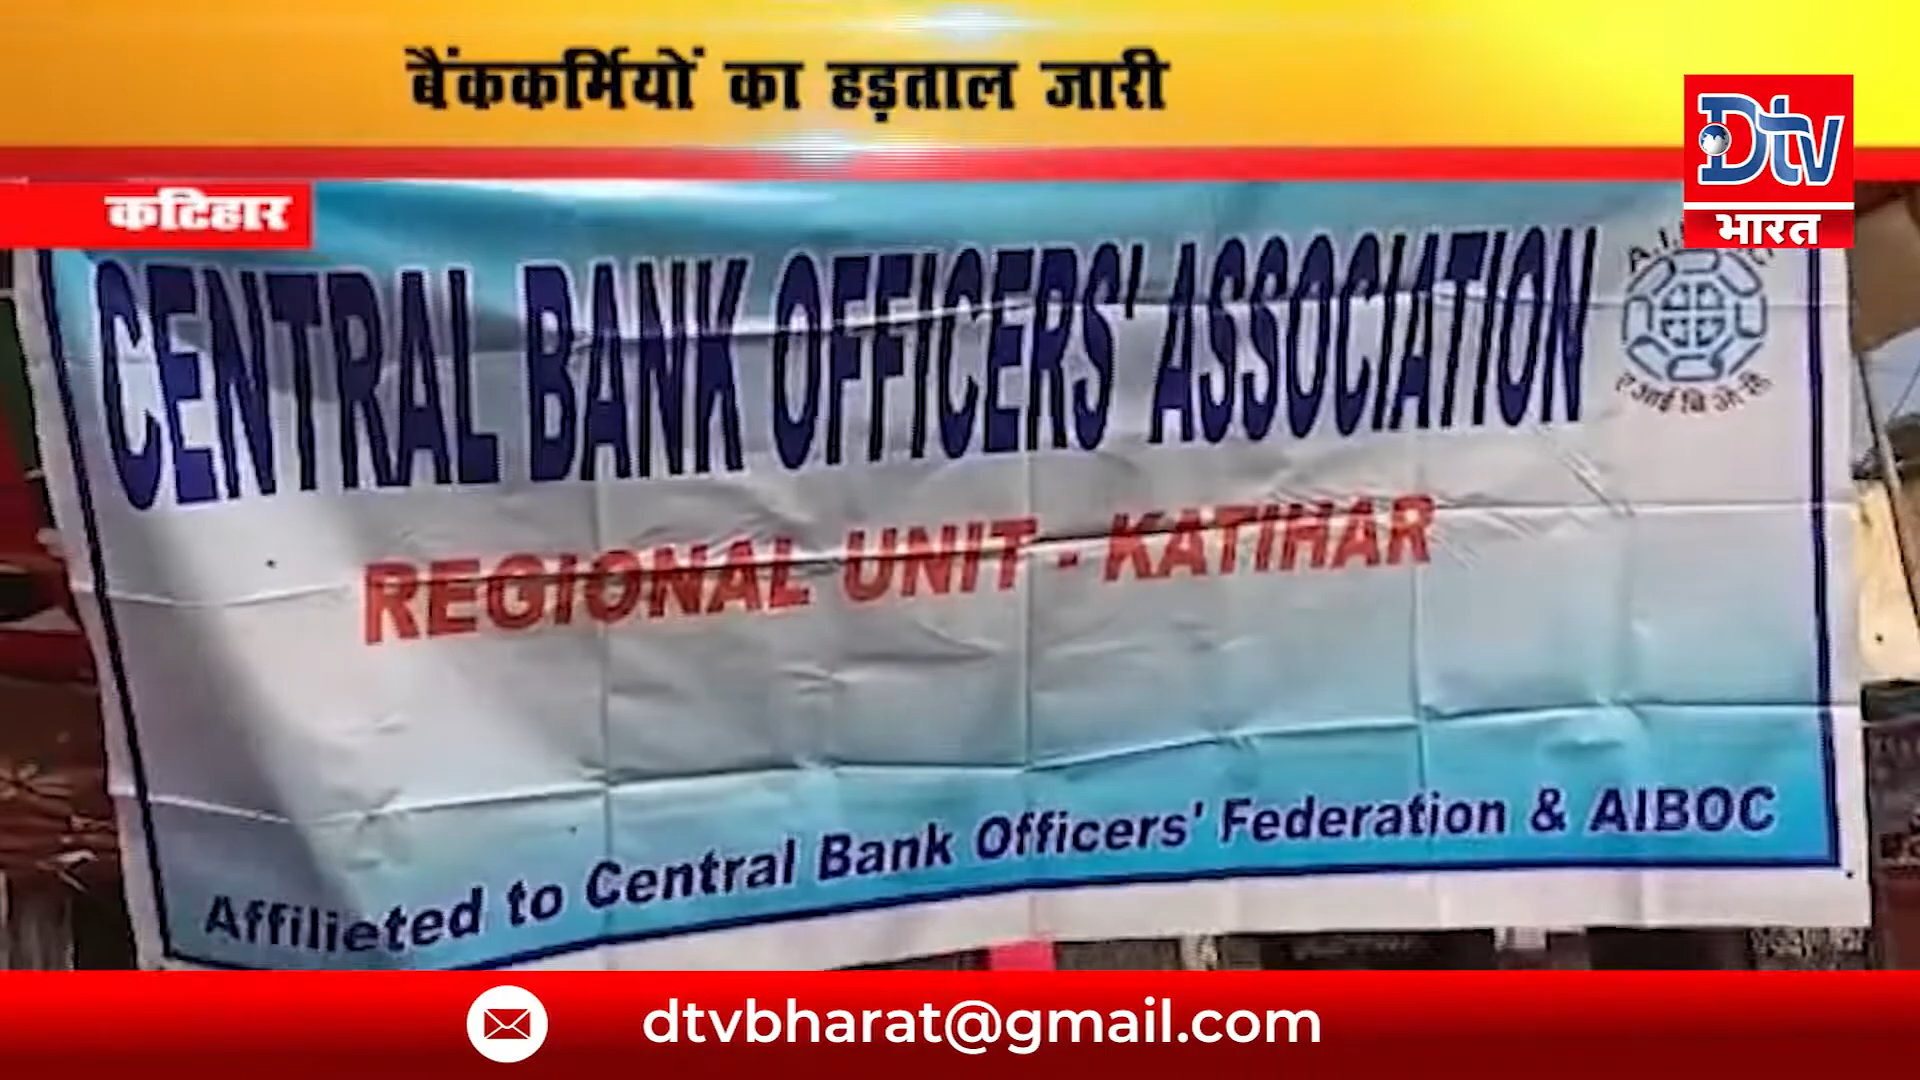 बैंककर्मियों का हड़ताल जारी
Dtv
भारत
कटिहार
CENTRAL BANK OFFICERS' ASSOCIATION
ए आई बि ओ सी
REGIONAL UNIT - KATIHAR
Affilieted to Central Bank Officers' Federation & AIBOC
dtvbharat@gmail.com